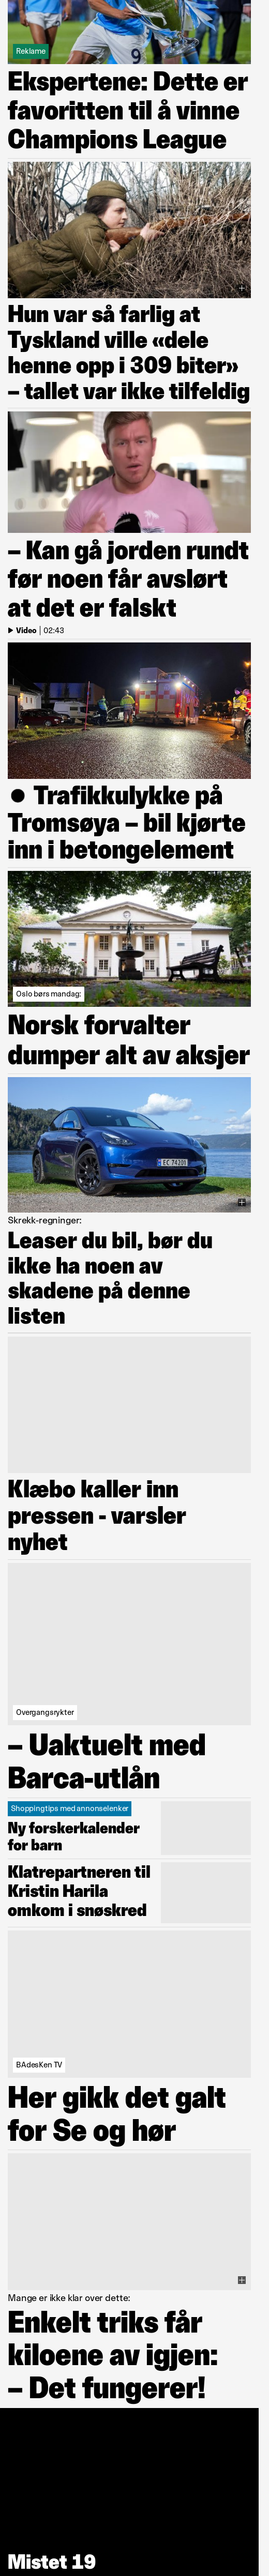 Reklame
Ekspertene: Dette er
favoritten til å vinne
Champions League
Hun var så farlig at
Tyskland ville «dele
henne opp i 309 biter»
– tallet var ikke tilfeldig
– Kan gå jorden rundt
før noen får avslørt
at det er falskt
Video | 02:43
● Trafikkulykke på
Tromsøya – bil kjørte
inn i betongelement
Oslo børs mandag:
Norsk forvalter
dumper alt av aksjer
Skrekk-regninger:
Leaser du bil, bør du
ikke ha noen av
skadene på denne
listen
Klæbo kaller inn
pressen - varsler
nyhet
Overgangsrykter
– Uaktuelt med
Barca-utlån
Shoppingtips med annonselenker
Ny forskerkalender
for barn
Klatrepartneren til
Kristin Harila
omkom i snøskred
BAdesKen TV
Her gikk det galt
for Se og hør
Mange er ikke klar over dette:
Enkelt triks får
kiloene av igjen:
– Det fungerer!
Mistet 19